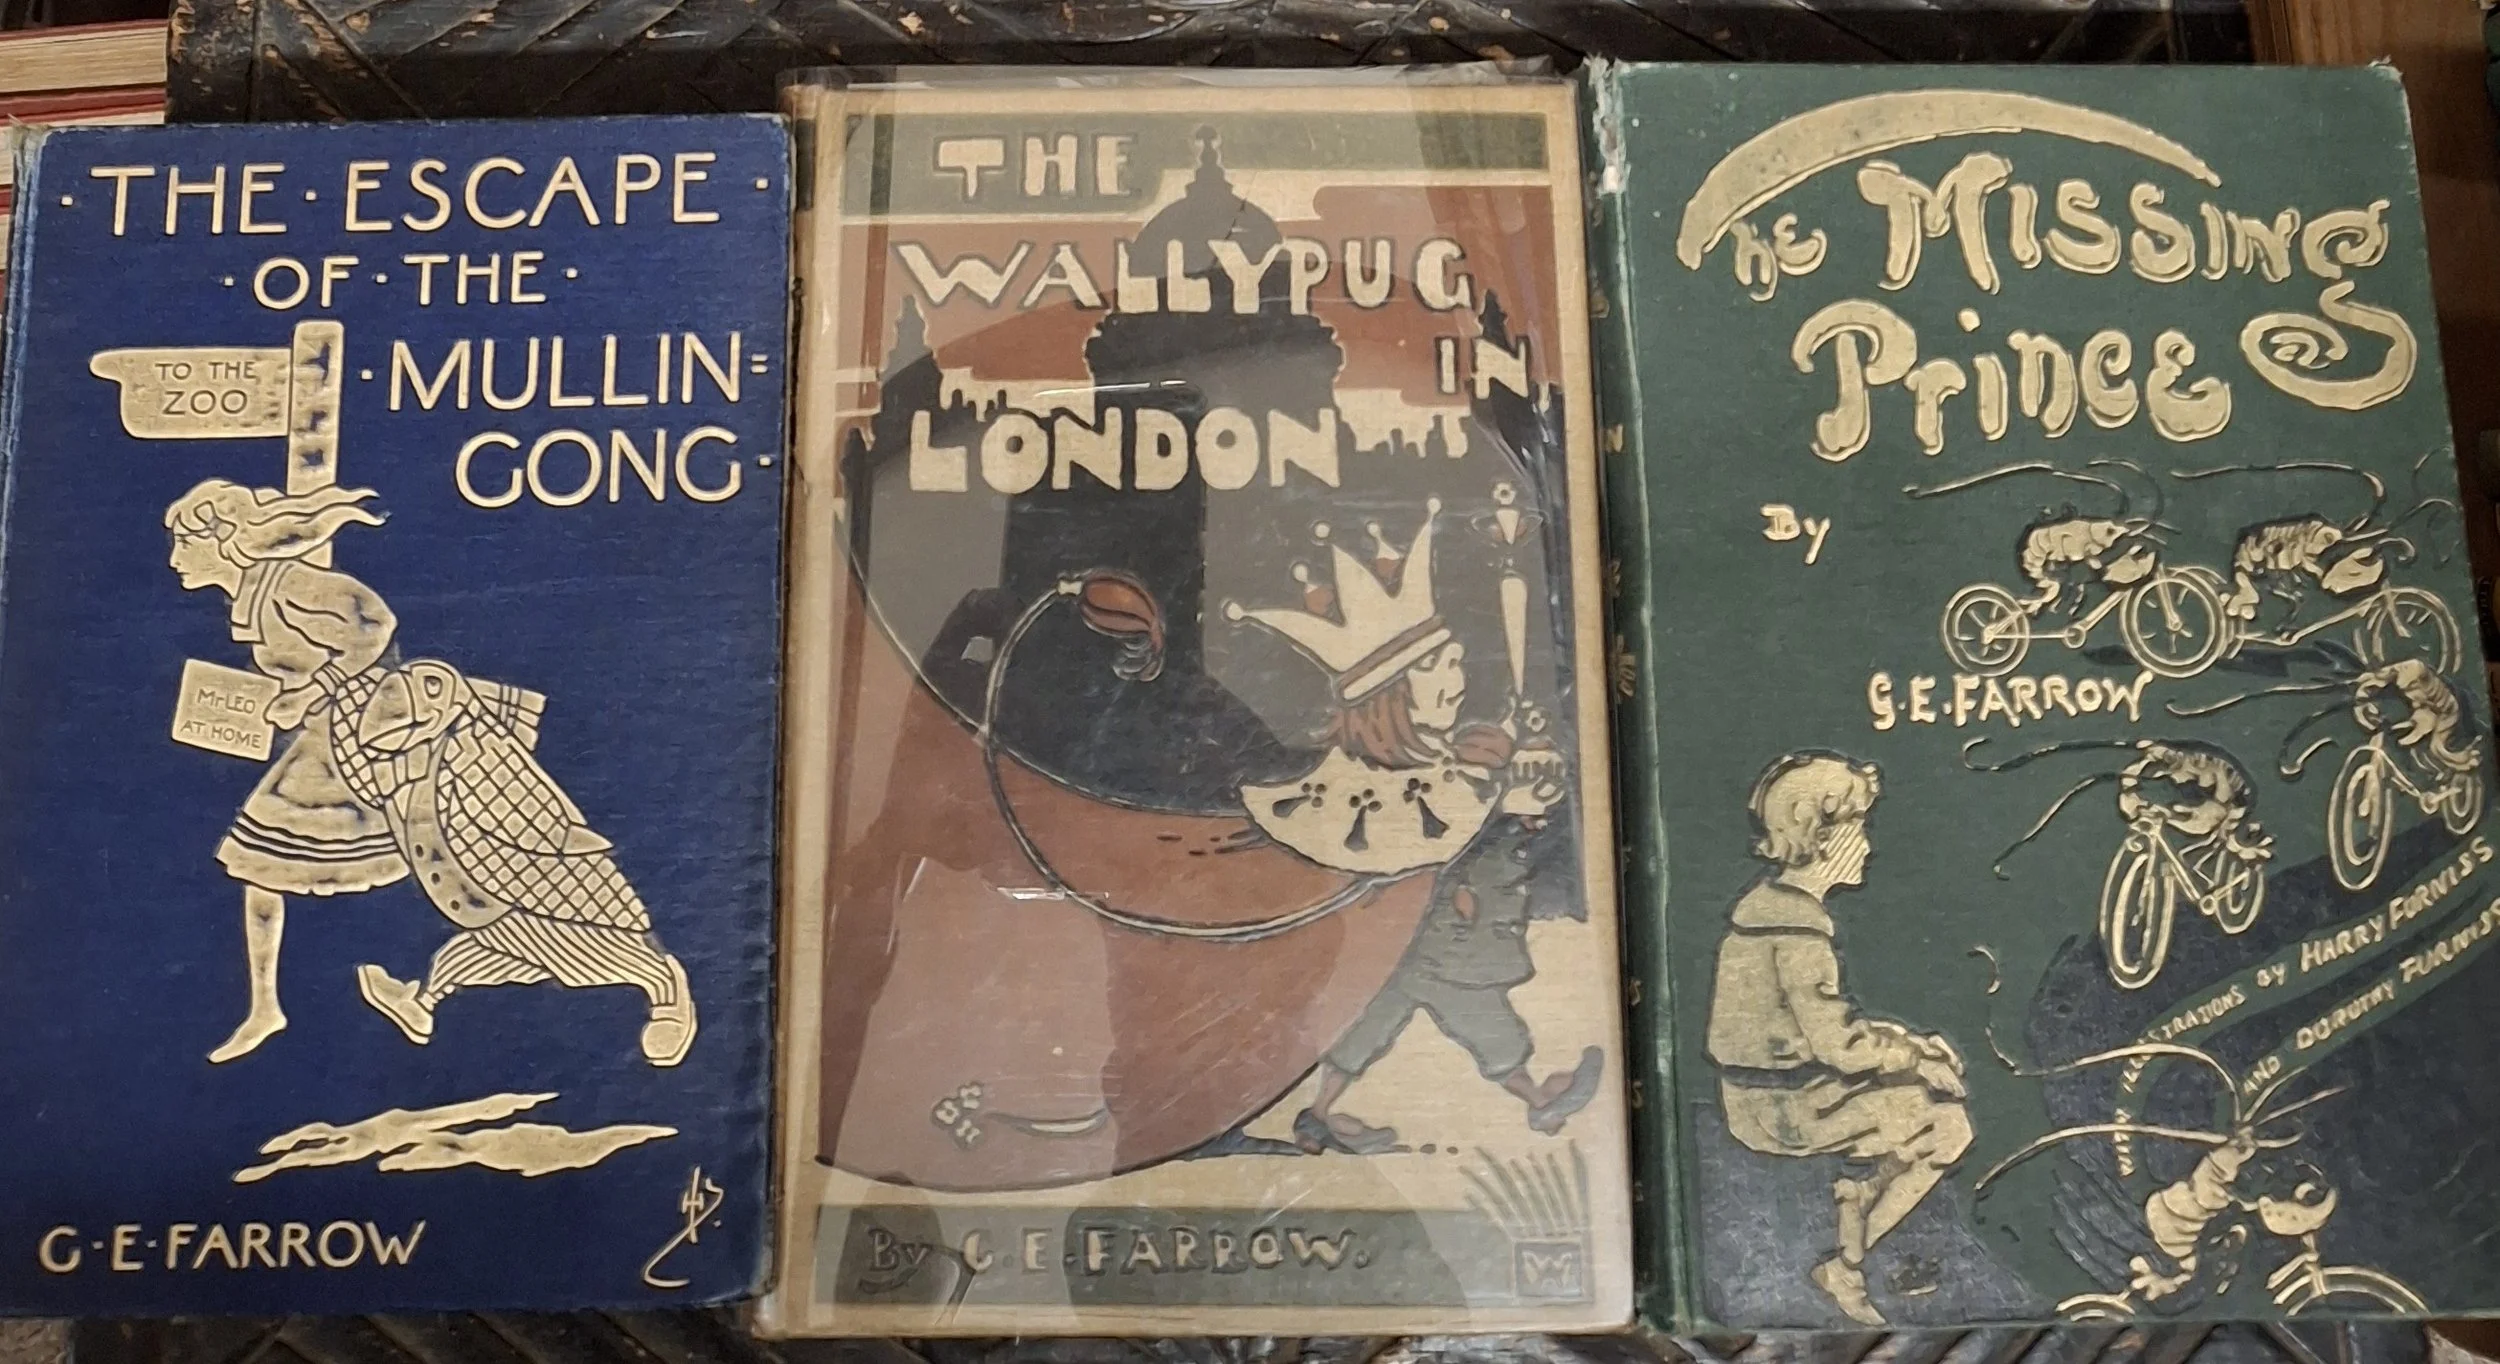 · THE · ESCAPE ·
· OF · THE ·
· MULLIN=
GONG ·
TO THE
ZOO
Mr LEO
AT HOME
G · E · FARROW
THE
WALLYPUG
IN
LONDON
By G. E. FARROW.
W
The Missing
Prince
By
G. E. FARROW
WITH ILLUSTRATIONS BY HARRY FURNISS
AND DOROTHY FURNISS